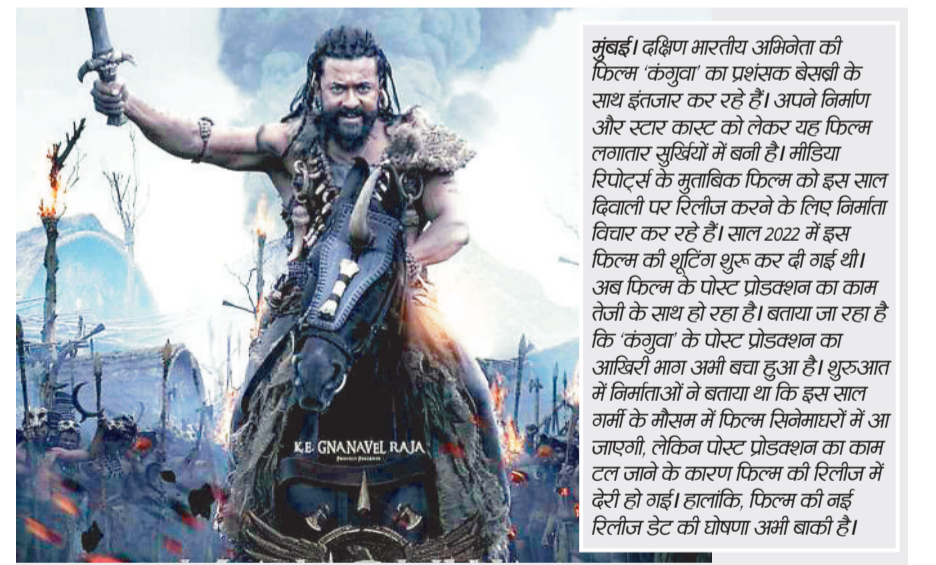 मुंबई। दक्षिण भारतीय अभिनेता की
फिल्म ‘कंगुवा’ का प्रशंसक बेसब्री के
साथ इंतजार कर रहे हैं। अपने निर्माण
और स्टार कास्ट को लेकर यह फिल्म
लगातार सुर्खियों में बनी है। मीडिया
रिपोर्ट्स के मुताबिक फिल्म को इस साल
दिवाली पर रिलीज करने के लिए निर्माता
विचार कर रहे हैं। साल 2022 में इस
फिल्म की शूटिंग शुरू कर दी गई थी।
अब फिल्म के पोस्ट प्रोडक्शन का काम
तेजी के साथ हो रहा है। बताया जा रहा है
कि ‘कंगुवा’ के पोस्ट प्रोडक्शन का
आखिरी भाग अभी बचा हुआ है। शुरुआत
में निर्माताओं ने बताया था कि इस साल
गर्मी के मौसम में फिल्म सिनेमाघरों में आ
जाएगी, लेकिन पोस्ट प्रोडक्शन का काम
टल जाने के कारण फिल्म की रिलीज में
देरी हो गई। हालांकि, फिल्म की नई
रिलीज डेट की घोषणा अभी बाकी है।
K.E. GNANAVEL RAJA